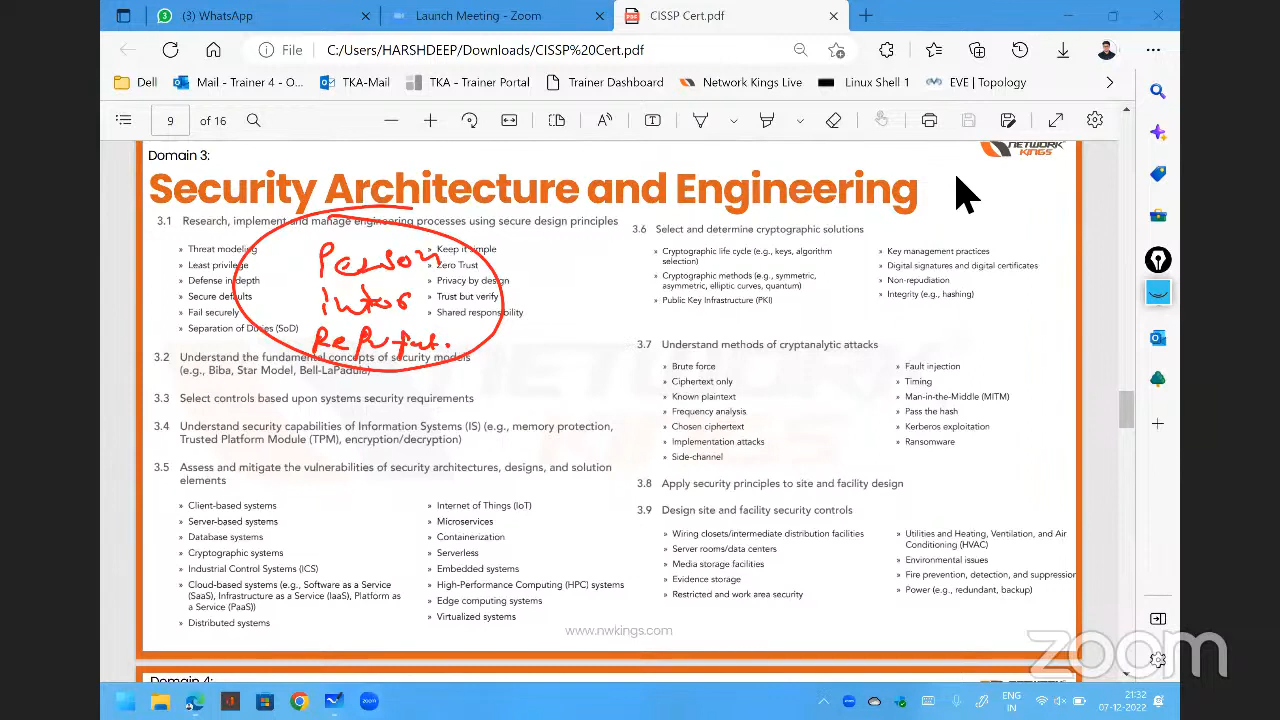 (3) WhatsApp
Launch Meeting - Zoom
CISSP Cert.pdf
File
C:/Users/HARSHDEEP/Downloads/CISSP%20Cert.pdf
Dell
Mail - Trainer 4 - O...
TKA-Mail
TKA - Trainer Portal
Trainer Dashboard
Network Kings Live
Linux Shell 1
EVE | Topology
9 of 16
Domain 3:
NETWORK
KINGS
Security Architecture and Engineering
3.1 Research, implement and manage engineering processes using secure design principles
» Threat modeling
» Least privilege
» Defense in depth
» Secure defaults
» Fail securely
» Separation of Duties (SoD)
» Keep it simple
» Zero Trust
» Privacy by design
» Trust but verify
» Shared responsibility
Person
3.2 Understand the fundamental concepts of security models
(e.g., Biba, Star Model, Bell-LaPadula)
3.3 Select controls based upon systems security requirements
3.4 Understand security capabilities of Information Systems (IS) (e.g., memory protection,
Trusted Platform Module (TPM), encryption/decryption)
3.5 Assess and mitigate the vulnerabilities of security architectures, designs, and solution
elements
» Client-based systems
» Server-based systems
» Database systems
» Cryptographic systems
» Industrial Control Systems (ICS)
» Cloud-based systems (e.g., Software as a Service
(SaaS), Infrastructure as a Service (IaaS), Platform as
a Service (PaaS))
» Distributed systems
» Internet of Things (IoT)
» Microservices
» Containerization
» Serverless
» Embedded systems
» High-Performance Computing (HPC) systems
» Edge computing systems
» Virtualized systems
3.6 Select and determine cryptographic solutions
» Cryptographic life cycle (e.g., keys, algorithm
selection)
» Cryptographic methods (e.g., symmetric,
asymmetric, elliptic curves, quantum)
» Public Key Infrastructure (PKI)
» Key management practices
» Digital signatures and digital certificates
» Non-repudiation
» Integrity (e.g., hashing)
3.7 Understand methods of cryptanalytic attacks
» Brute force
» Ciphertext only
» Known plaintext
» Frequency analysis
» Chosen ciphertext
» Implementation attacks
» Side-channel
» Fault injection
» Timing
» Man-in-the-Middle (MITM)
» Pass the hash
» Kerberos exploitation
» Ransomware
3.8 Apply security principles to site and facility design
3.9 Design site and facility security controls
» Wiring closets/intermediate distribution facilities
» Server rooms/data centers
» Media storage facilities
» Evidence storage
» Restricted and work area security
» Utilities and Heating, Ventilation, and Air
Conditioning (HVAC)
» Environmental issues
» Fire prevention, detection, and suppression
» Power (e.g., redundant, backup)
NETWORK
KINGS
www.nwkings.com
Domain 4:
zoom
ENG
IN
21:32
07-12-2022